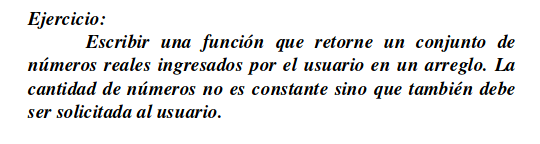 Ejercicio:
Escribir una función que retorne un conjunto de
números reales ingresados por el usuario en un arreglo. La
cantidad de números no es constante sino que también debe
ser solicitada al usuario.